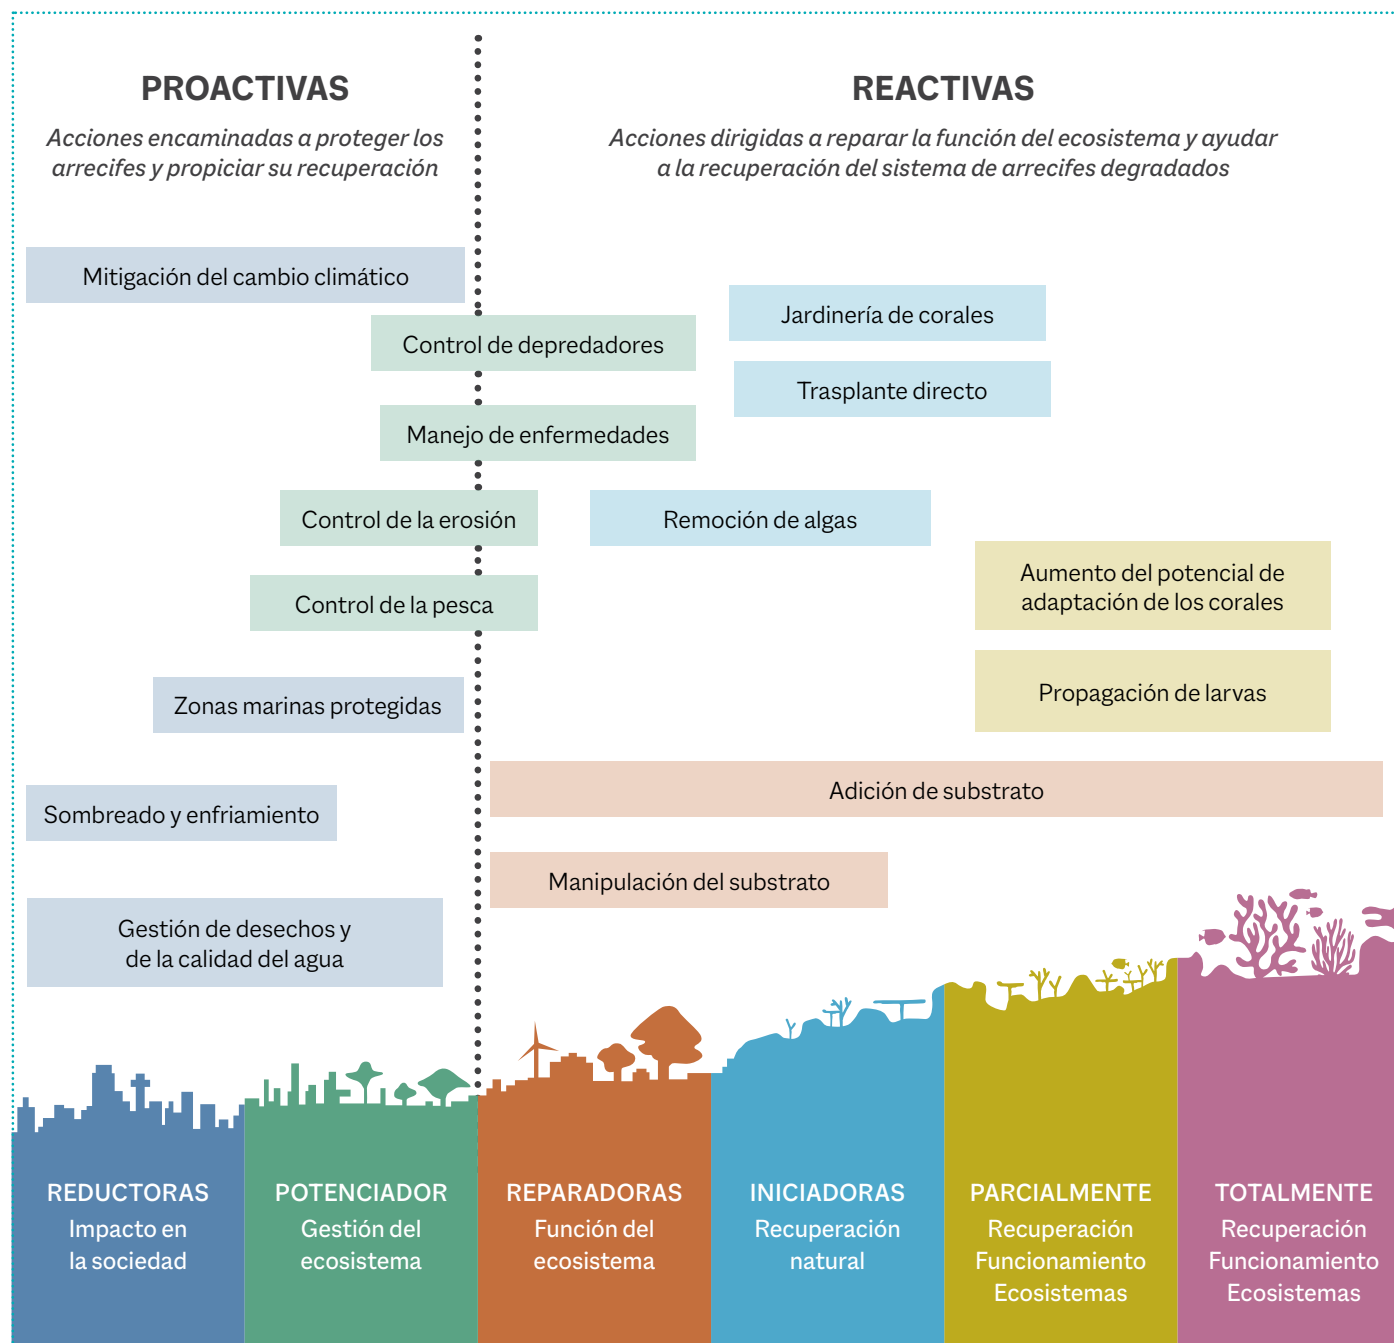 PROACTIVAS
Acciones encaminadas a proteger los
arrecifes y propiciar su recuperación
REACTIVAS
Acciones dirigidas a reparar la función del ecosistema y ayudar
a la recuperación del sistema de arrecifes degradados
Mitigación del cambio climático
Jardinería de corales
Control de depredadores
Trasplante directo
Manejo de enfermedades
Control de la erosión
Remoción de algas
Aumento del potencial de
adaptación de los corales
Control de la pesca
Propagación de larvas
Zonas marinas protegidas
Adición de substrato
Sombreado y enfriamiento
Manipulación del substrato
Gestión de desechos y
de la calidad del agua
REDUCTORAS
Impacto en
la sociedad
POTENCIADOR
Gestión del
ecosistema
REPARADORAS
Función del
ecosistema
INICIADORAS
Recuperación
natural
PARCIALMENTE
Recuperación
Funcionamiento
Ecosistemas
TOTALMENTE
Recuperación
Funcionamiento
Ecosistemas